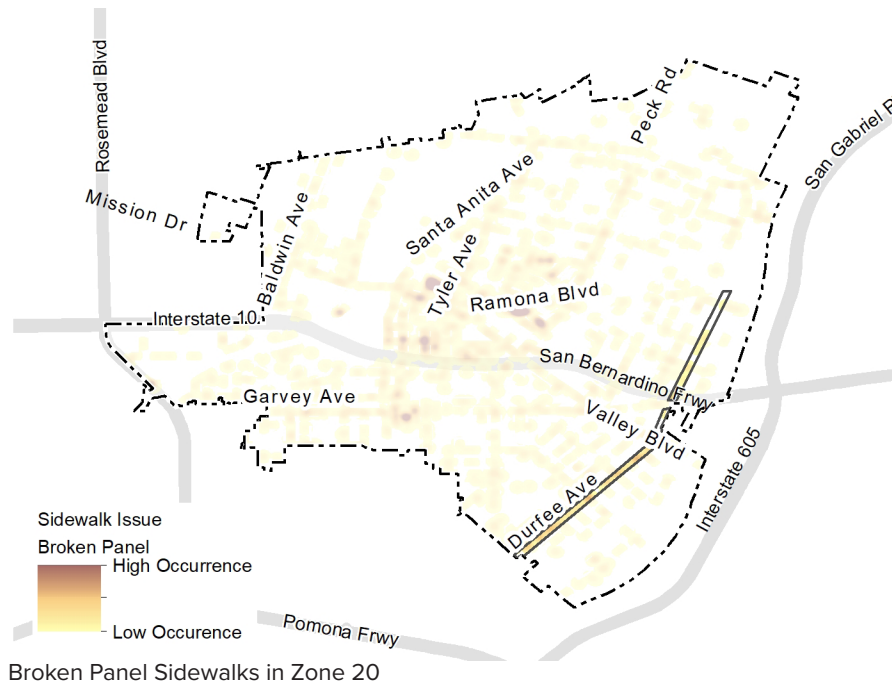 Rosemead Blvd
Peck Rd
San Gabriel R
Mission Dr
Santa Anita Ave
Baldwin Ave
Tyler Ave
Ramona Blvd
Interstate 10
San Bernardino Frwy
Garvey Ave
Valley Blvd
Interstate 605
Durfee Ave
Sidewalk Issue
Broken Panel
High Occurrence
Low Occurence
Pomona Frwy
Broken Panel Sidewalks in Zone 20